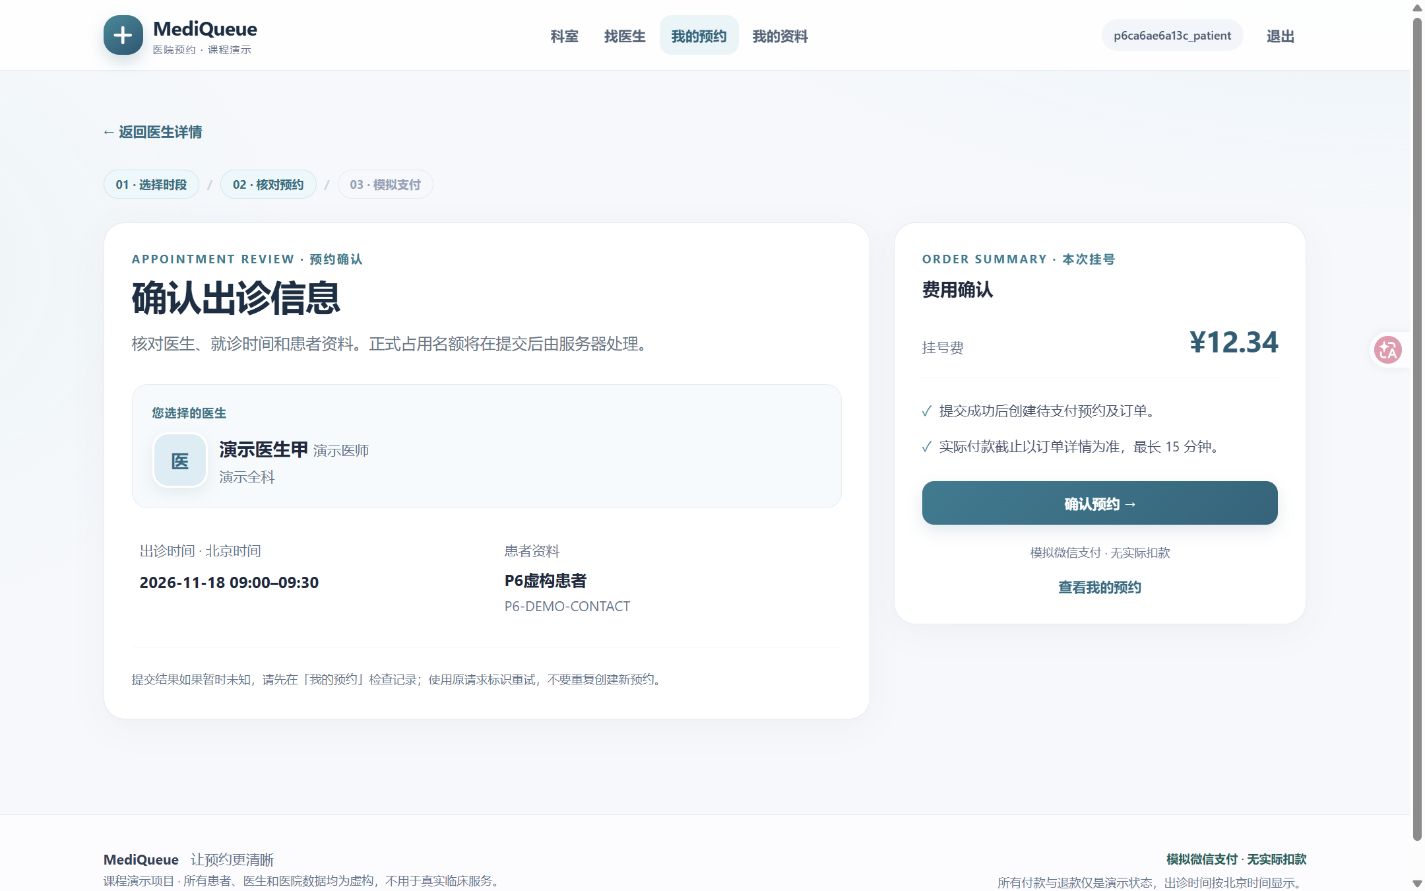 MediQueue
医院预约 · 课程演示
科室
找医生
我的预约
我的资料
p6ca6ae6a13c_patient
退出
← 返回医生详情
01 · 选择时段 / 02 · 核对预约 / 03 · 模拟支付
APPOINTMENT REVIEW · 预约确认
确认出诊信息
核对医生、就诊时间和患者资料。正式占用名额将在提交后由服务器处理。
您选择的医生
医
演示医生甲 演示医师
演示全科
出诊时间 · 北京时间
2026-11-18 09:00–09:30
患者资料
P6虚构患者
P6-DEMO-CONTACT
提交结果如果暂时未知，请先在「我的预约」检查记录；使用原请求标识重试，不要重复创建新预约。
ORDER SUMMARY · 本次挂号
费用确认
挂号费
¥12.34
✓ 提交成功后创建待支付预约及订单。
✓ 实际付款截止以订单详情为准，最长 15 分钟。
确认预约 →
模拟微信支付 · 无实际扣款
查看我的预约
MediQueue 让预约更清晰
课程演示项目 · 所有患者、医生和医院数据均为虚构，不用于真实临床服务。
模拟微信支付 · 无实际扣款
所有付款与退款仅是演示状态，出诊时间按北京时间显示。